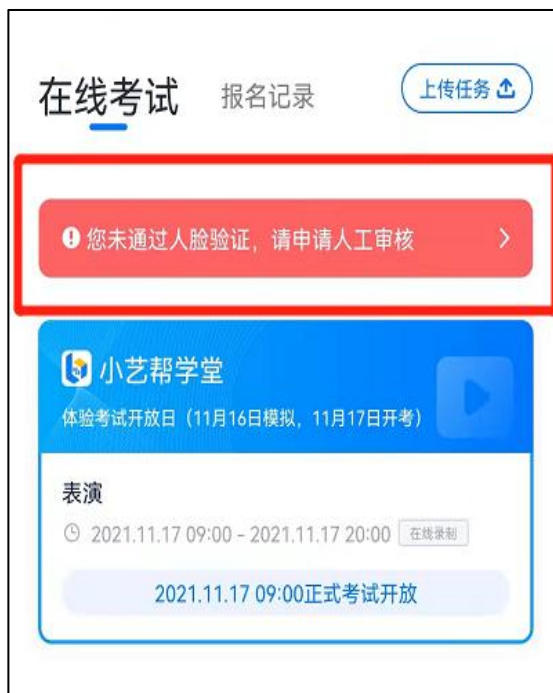 在线考试 报名记录 上传任务
您未通过人脸验证，请申请人工审核
小艺帮学堂
体验考试开放日（11月16日模拟，11月17日开考）
表演
2021.11.17 09:00 - 2021.11.17 20:00 在线录制
2021.11.17 09:00正式考试开放